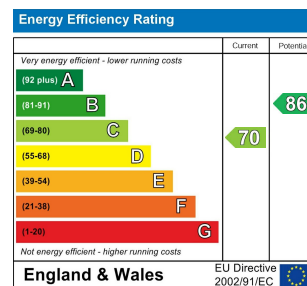 Energy Efficiency Rating
Current Potentia
Very energy efficient - lower running costs
(92 plus) A
(81-91) B
86
(69-80) C
70
(55-68) D
(39-54) E
(21-38) F
(1-20) G
Not energy efficient - higher running costs
England & Wales
EU Directive
2002/91/EC